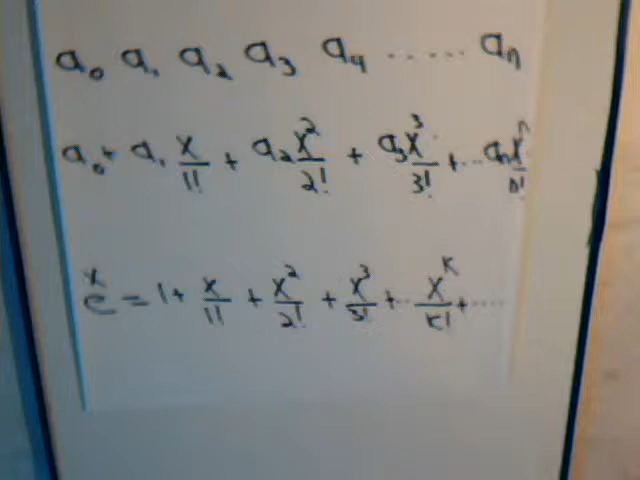 a₀ a₁ a₂ a₃ a₄ ...... aₙ
a₀ + a₁ x/1! + a₂ x²/2! + a₃ x³/3! + ... aₙ xⁿ/n!
eˣ = 1 + x/1! + x²/2! + x³/3! + ... xᴷ/K! + .....